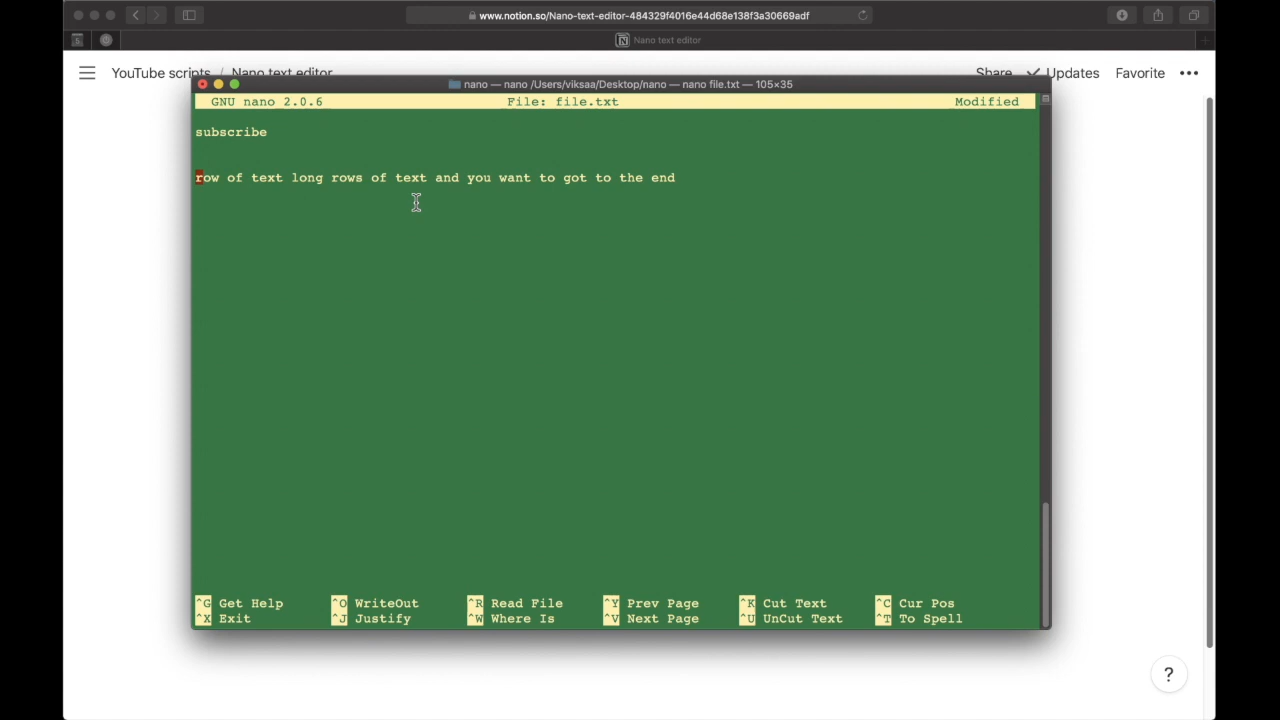 www.notion.so/Nano-text-editor-484329f4016e44d68e138f3a30669adf
Nano text editor
YouTube scripts / Nano text editor
Share Updates Favorite
nano — nano /Users/viksaa/Desktop/nano — nano file.txt — 105×35
GNU nano 2.0.6 File: file.txt Modified
subscribe
row of text long rows of text and you want to got to the end
^G Get Help ^O WriteOut ^R Read File ^Y Prev Page ^K Cut Text ^C Cur Pos
^X Exit ^J Justify ^W Where Is ^V Next Page ^U UnCut Text ^T To Spell
?